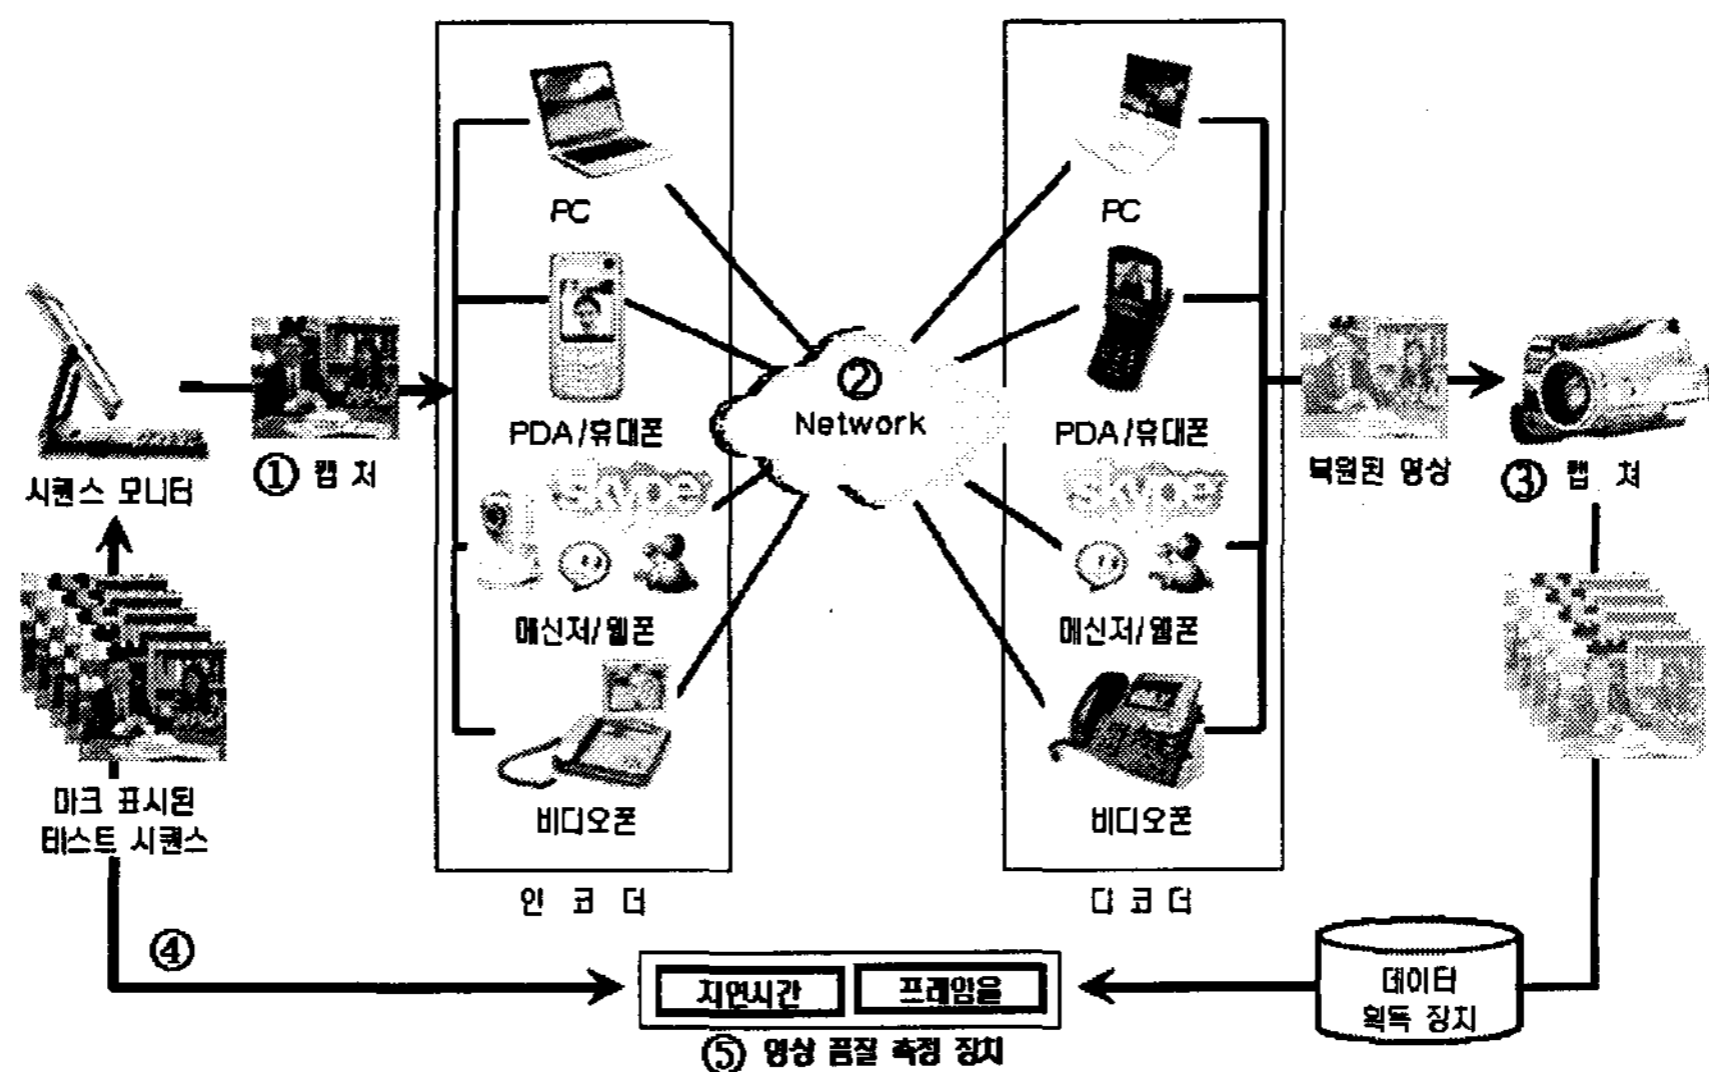 시퀀스 모니터
① 캡 처
마크 표시된
테스트 시퀀스
PC
PDA/휴대폰
skype
메신저/웹폰
비디오폰
인 코 더
②
Network
PC
PDA/휴대폰
skype
메신저/웹폰
비디오폰
디 코 더
복원된 영상
③ 캡 처
④
지연시간
프레임율
⑤ 영상 품질 측정 장치
데이타
획득 장치